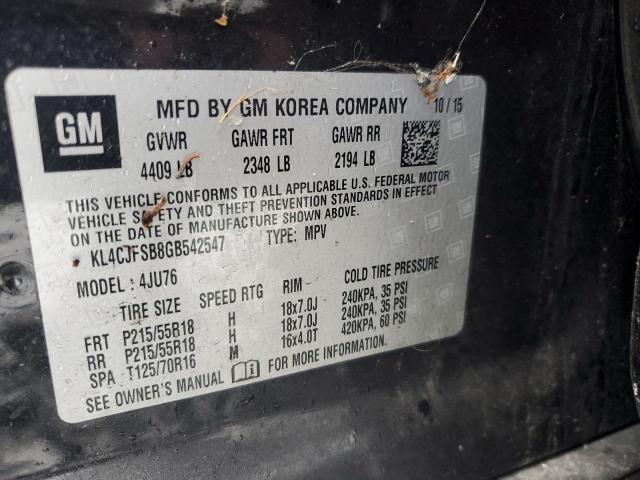 GM
MFD BY GM KOREA COMPANY 10 / 15
GVWR GAWR FRT GAWR RR
4409 LB 2348 LB 2194 LB
THIS VEHICLE CONFORMS TO ALL APPLICABLE U.S. FEDERAL MOTOR
VEHICLE SAFETY AND THEFT PREVENTION STANDARDS IN EFFECT
ON THE DATE OF MANUFACTURE SHOWN ABOVE.
KL4CJFSB8GB542547 TYPE: MPV
MODEL : 4JU76
TIRE SIZE SPEED RTG RIM COLD TIRE PRESSURE
FRT P215/55R18 H 18x7.0J 240KPA, 35 PSI
RR P215/55R18 H 18x7.0J 240KPA, 35 PSI
SPA T125/70R16 M 16x4.0T 420KPA, 60 PSI
SEE OWNER'S MANUAL FOR MORE INFORMATION.